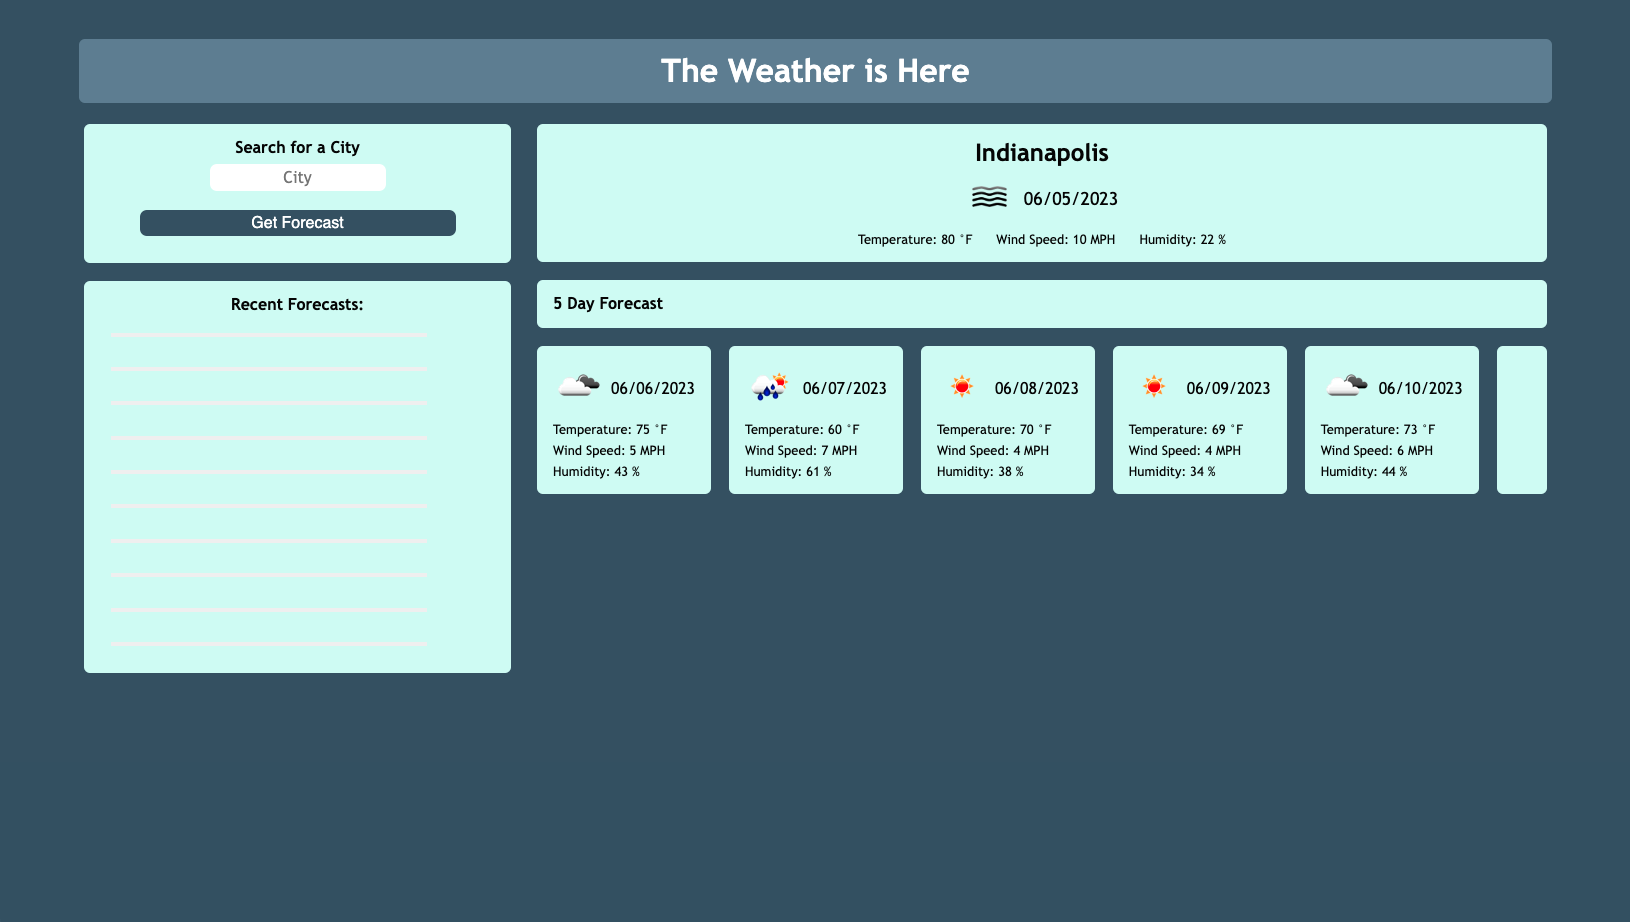 The Weather is Here
Search for a City
City
Get Forecast
Recent Forecasts:
Indianapolis
06/05/2023
Temperature: 80 °F Wind Speed: 10 MPH Humidity: 22 %
5 Day Forecast
06/06/2023
Temperature: 75 °F
Wind Speed: 5 MPH
Humidity: 43 %
06/07/2023
Temperature: 60 °F
Wind Speed: 7 MPH
Humidity: 61 %
06/08/2023
Temperature: 70 °F
Wind Speed: 4 MPH
Humidity: 38 %
06/09/2023
Temperature: 69 °F
Wind Speed: 4 MPH
Humidity: 34 %
06/10/2023
Temperature: 73 °F
Wind Speed: 6 MPH
Humidity: 44 %